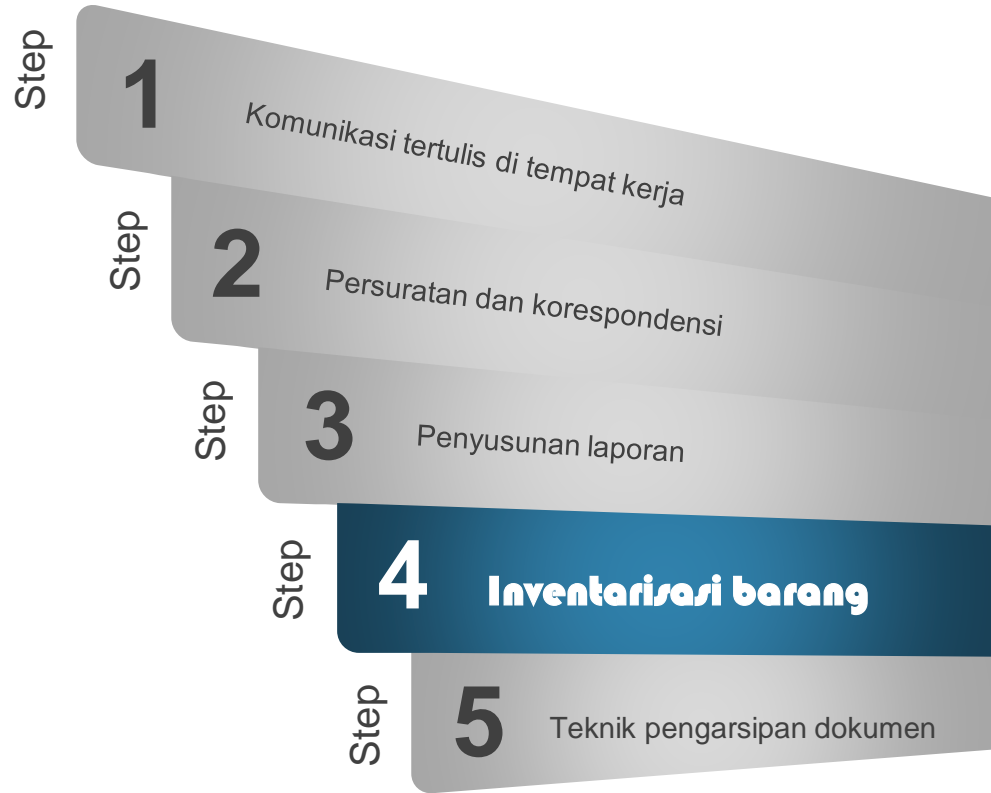 Step
1
Komunikasi tertulis di tempat kerja
Step
2
Persuratan dan korespondensi
Step
3
Penyusunan laporan
Step
4
Inventarisasi barang
Step
5
Teknik pengarsipan dokumen